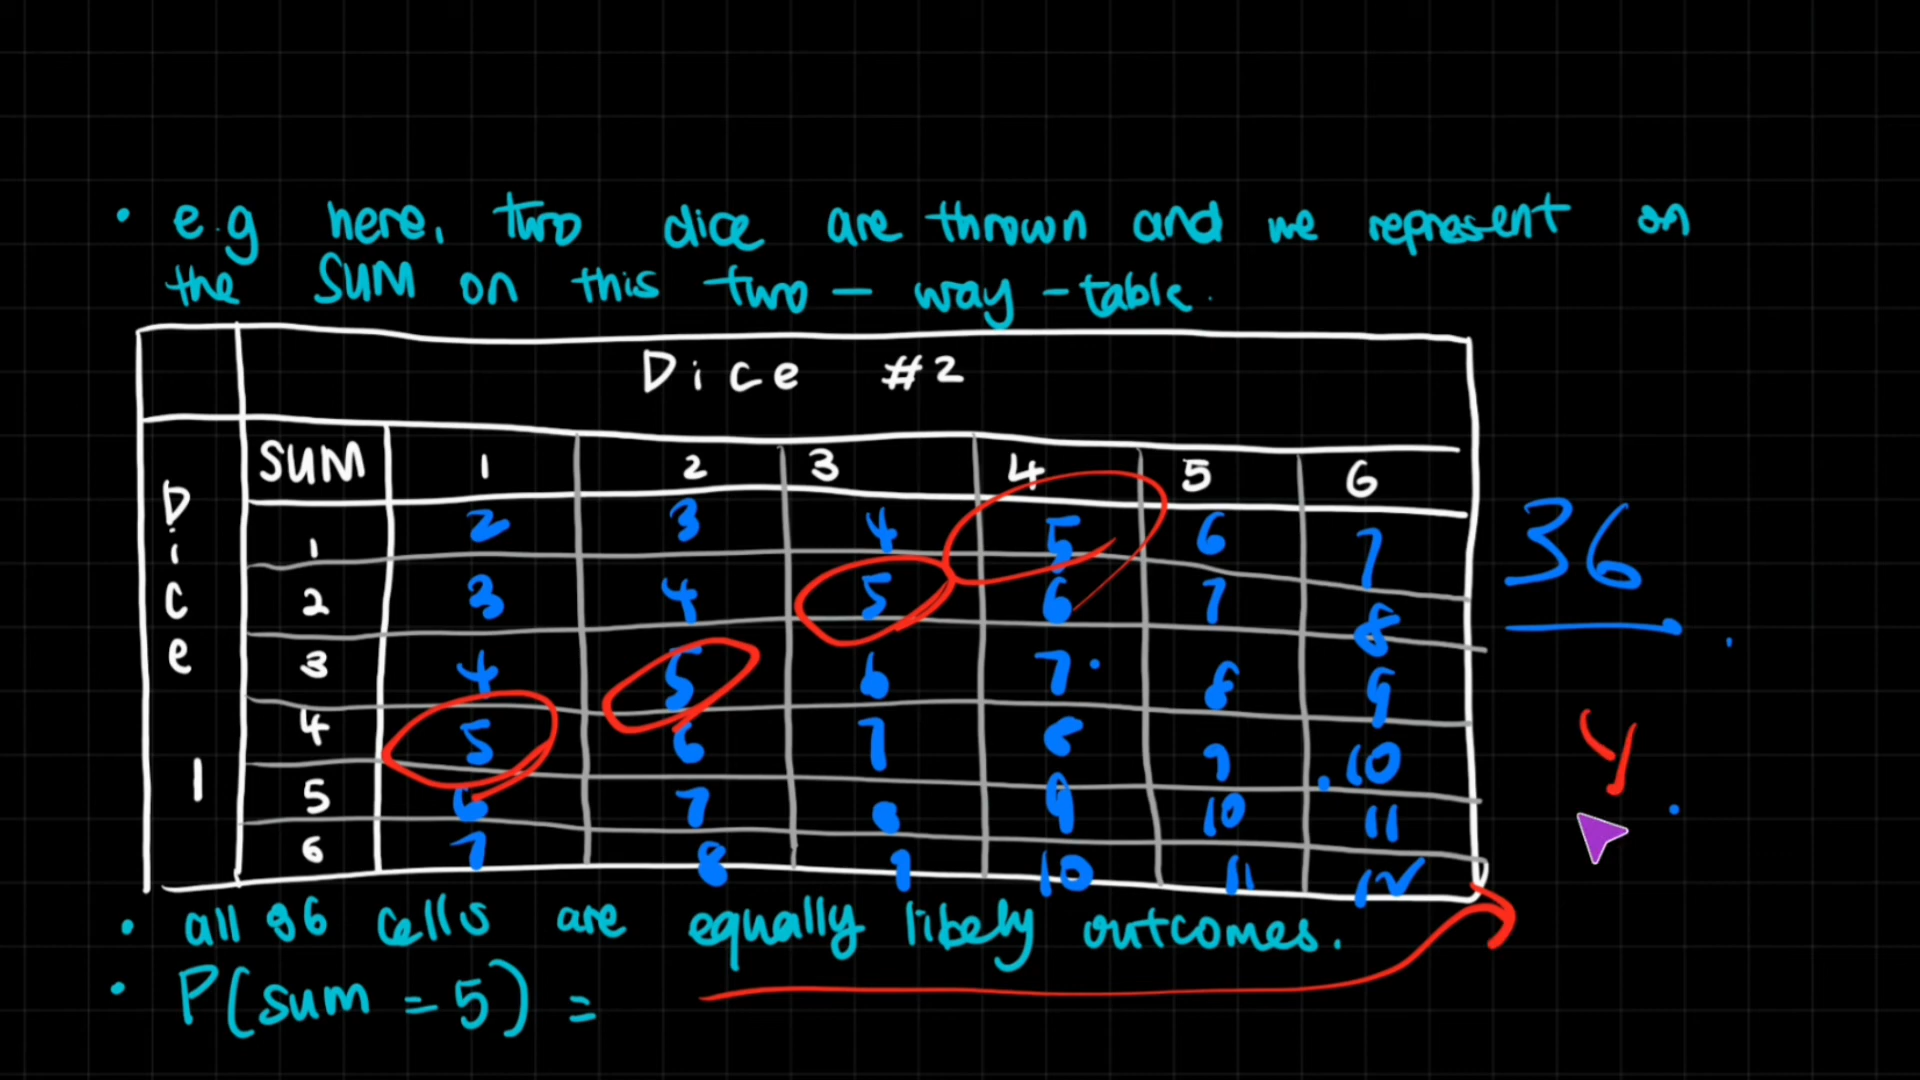 • e.g here, two dice are thrown and we represent on
the SUM on this two-way-table.
Dice #2
Dice 1
SUM 1 2 3 4 5 6
1 2 3 4 5 6 7
2 3 4 5 6 7 8
3 4 5 6 7 8 9
4 5 6 7 8 9 10
5 6 7 8 9 10 11
6 7 8 9 10 11 12
36
4
• all 36 cells are equally likely outcomes.
• P(sum = 5) =